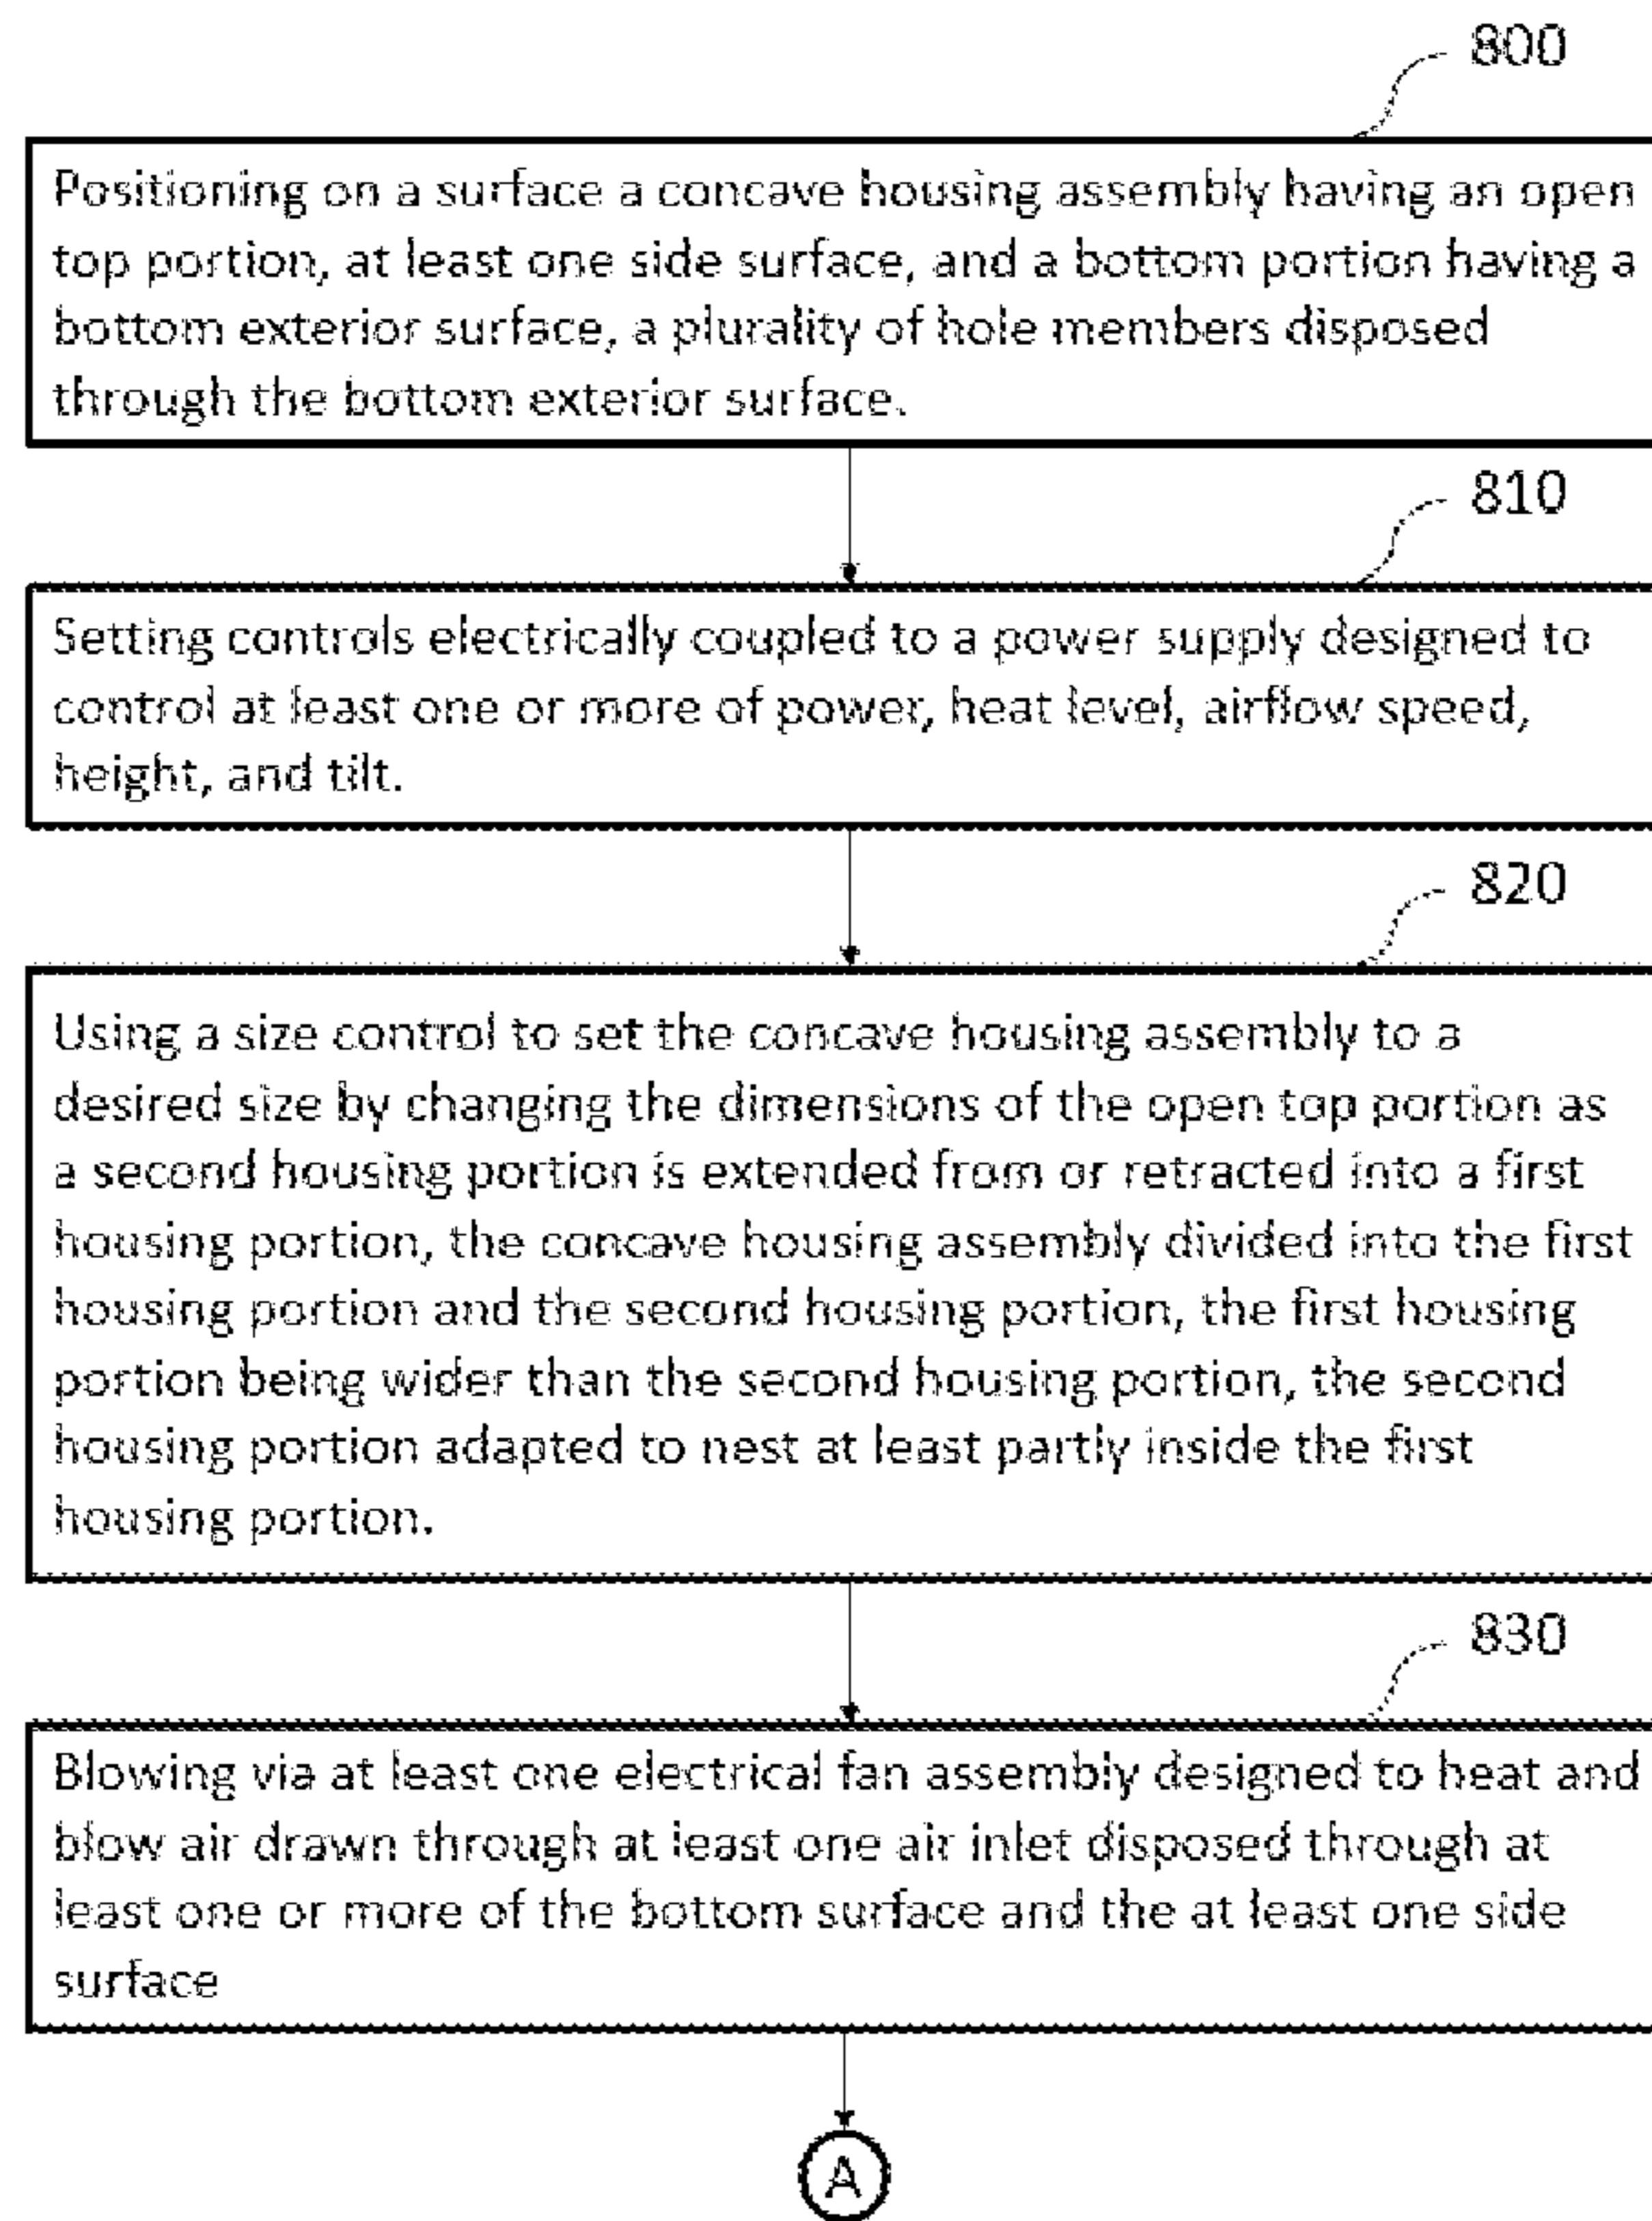 800
Positioning on a surface a concave housing assembly having an open
top portion, at least one side surface, and a bottom portion having a
bottom exterior surface, a plurality of hole members disposed
through the bottom exterior surface.
810
Setting controls electrically coupled to a power supply designed to
control at least one or more of power, heat level, airflow speed,
height, and tilt.
820
Using a size control to set the concave housing assembly to a
desired size by changing the dimensions of the open top portion as
a second housing portion is extended from or retracted into a first
housing portion, the concave housing assembly divided into the first
housing portion and the second housing portion, the first housing
portion being wider than the second housing portion, the second
housing portion adapted to nest at least partly inside the first
housing portion.
830
Blowing via at least one electrical fan assembly designed to heat and
blow air drawn through at least one air inlet disposed through at
least one or more of the bottom surface and the at least one side
surface
A